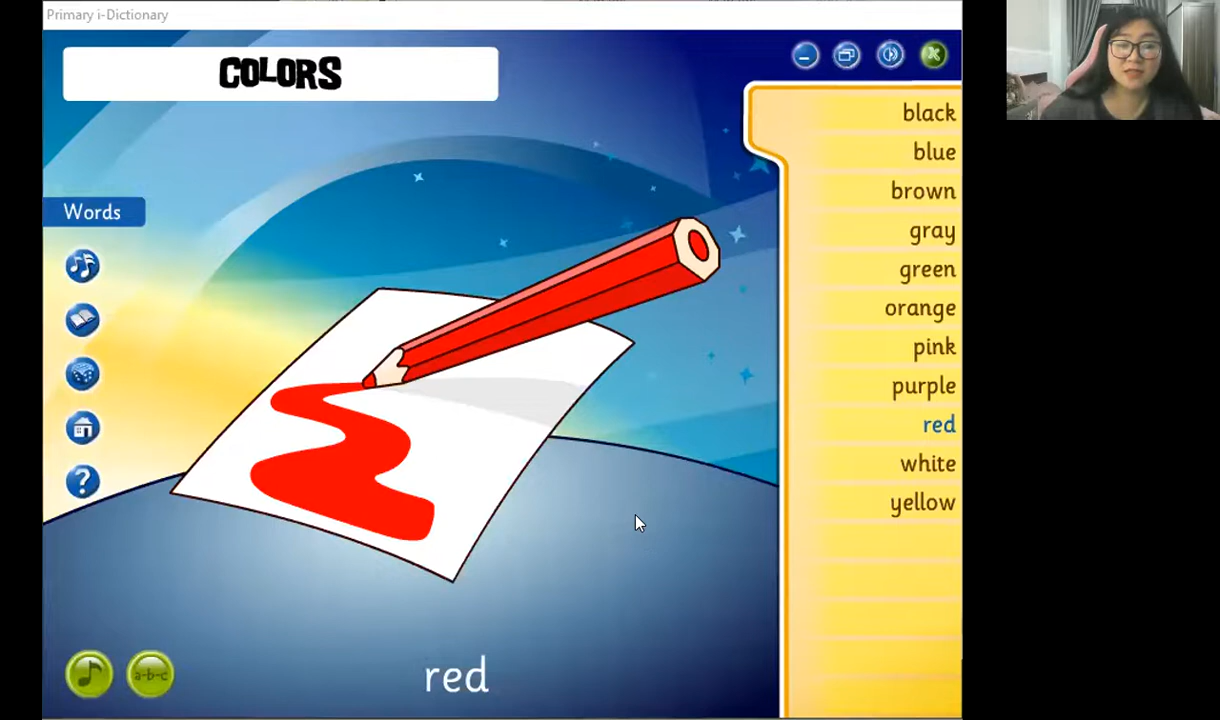 Primary i-Dictionary
COLORS
Words
black
blue
brown
gray
green
orange
pink
purple
red
white
yellow
a-b-c
red